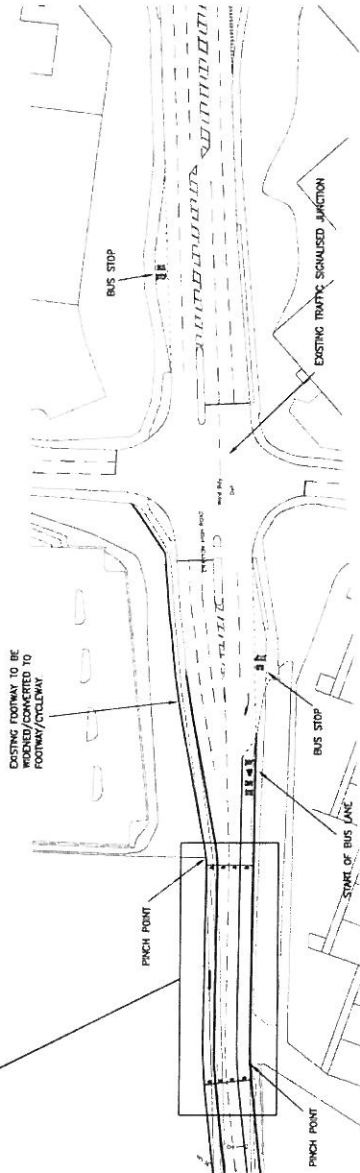 BUS STOP
EXISTING TRAFFIC SIGNALISED JUNCTION
EXISTING FOOTWAY TO BE
WIDENED/CONVERTED TO
FOOTWAY/CYCLEWAY
BUS STOP
START OF BUS LANE
PINCH POINT
PINCH POINT